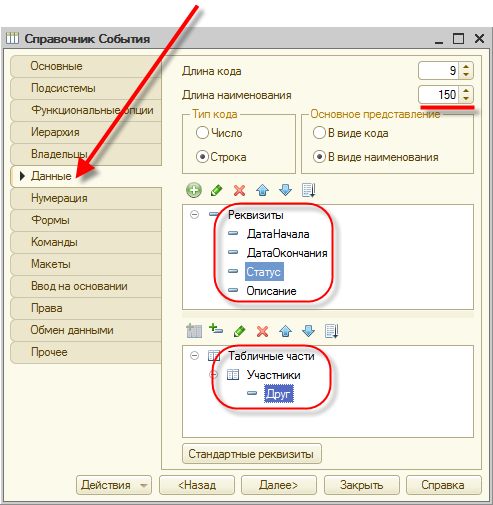 Справочник События
Основные
Подсистемы
Функциональные опции
Иерархия
Владельцы
Данные
Нумерация
Формы
Команды
Макеты
Ввод на основании
Права
Обмен данными
Прочее
Длина кода 9
Длина наименования 150
Тип кода
Число
Строка
Основное представление
В виде кода
В виде наименования
Реквизиты
ДатаНачала
ДатаОкончания
Статус
Описание
Табличные части
Участники
Друг
Стандартные реквизиты
Действия <Назад Далее> Закрыть Справка